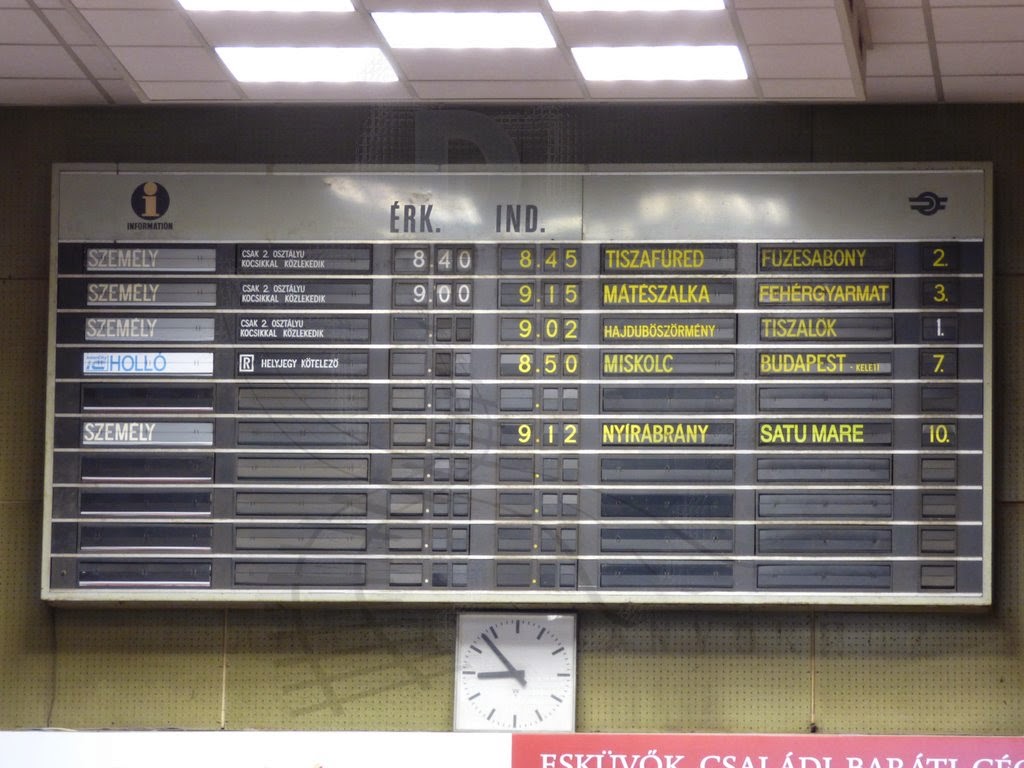 i
INFORMATION
ÉRK. IND.
SZEMÉLY CSAK 2. OSZTÁLYÚ KOCSIKKAL KÖZLEKEDIK 8.40 8.45 TISZAFÜRED FÜZESABONY 2.
SZEMÉLY CSAK 2. OSZTÁLYÚ KOCSIKKAL KÖZLEKEDIK 9.00 9.15 MÁTÉSZALKA FEHÉRGYARMAT 3.
SZEMÉLY CSAK 2. OSZTÁLYÚ KOCSIKKAL KÖZLEKEDIK 9.02 HAJDUBÖSZÖRMÉNY TISZALÖK 1.
HOLLÓ R HELYJEGY KÖTELEZŐ 8.50 MISKOLC BUDAPEST - KELETI 7.
SZEMÉLY 9.12 NYÍRÁBRÁNY SATU MARE 10.
ESKÜVŐK, CSALÁDI, BARÁTI, CÉG